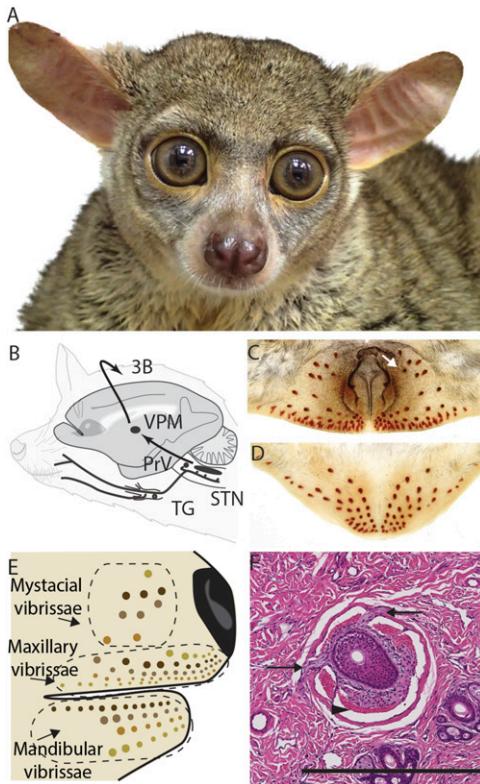 A
B
3B
VPM
PrV
STN
TG
C
D
E
Mystacial
vibrissae
Maxillary
vibrissae
Mandibular
vibrissae
F